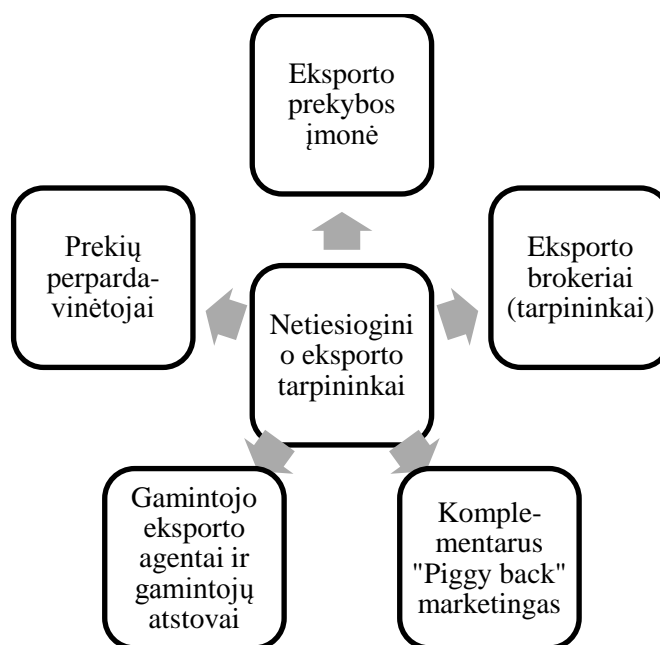 Eksporto
prekybos
įmonė
Prekių
perparda-
vinėtojai
Eksporto
brokeriai
(tarpininkai)
Netiesiogini
o eksporto
tarpininkai
Gamintojo
eksporto
agentai ir
gamintojų
atstovai
Komple-
mentarus
"Piggy back"
marketingas